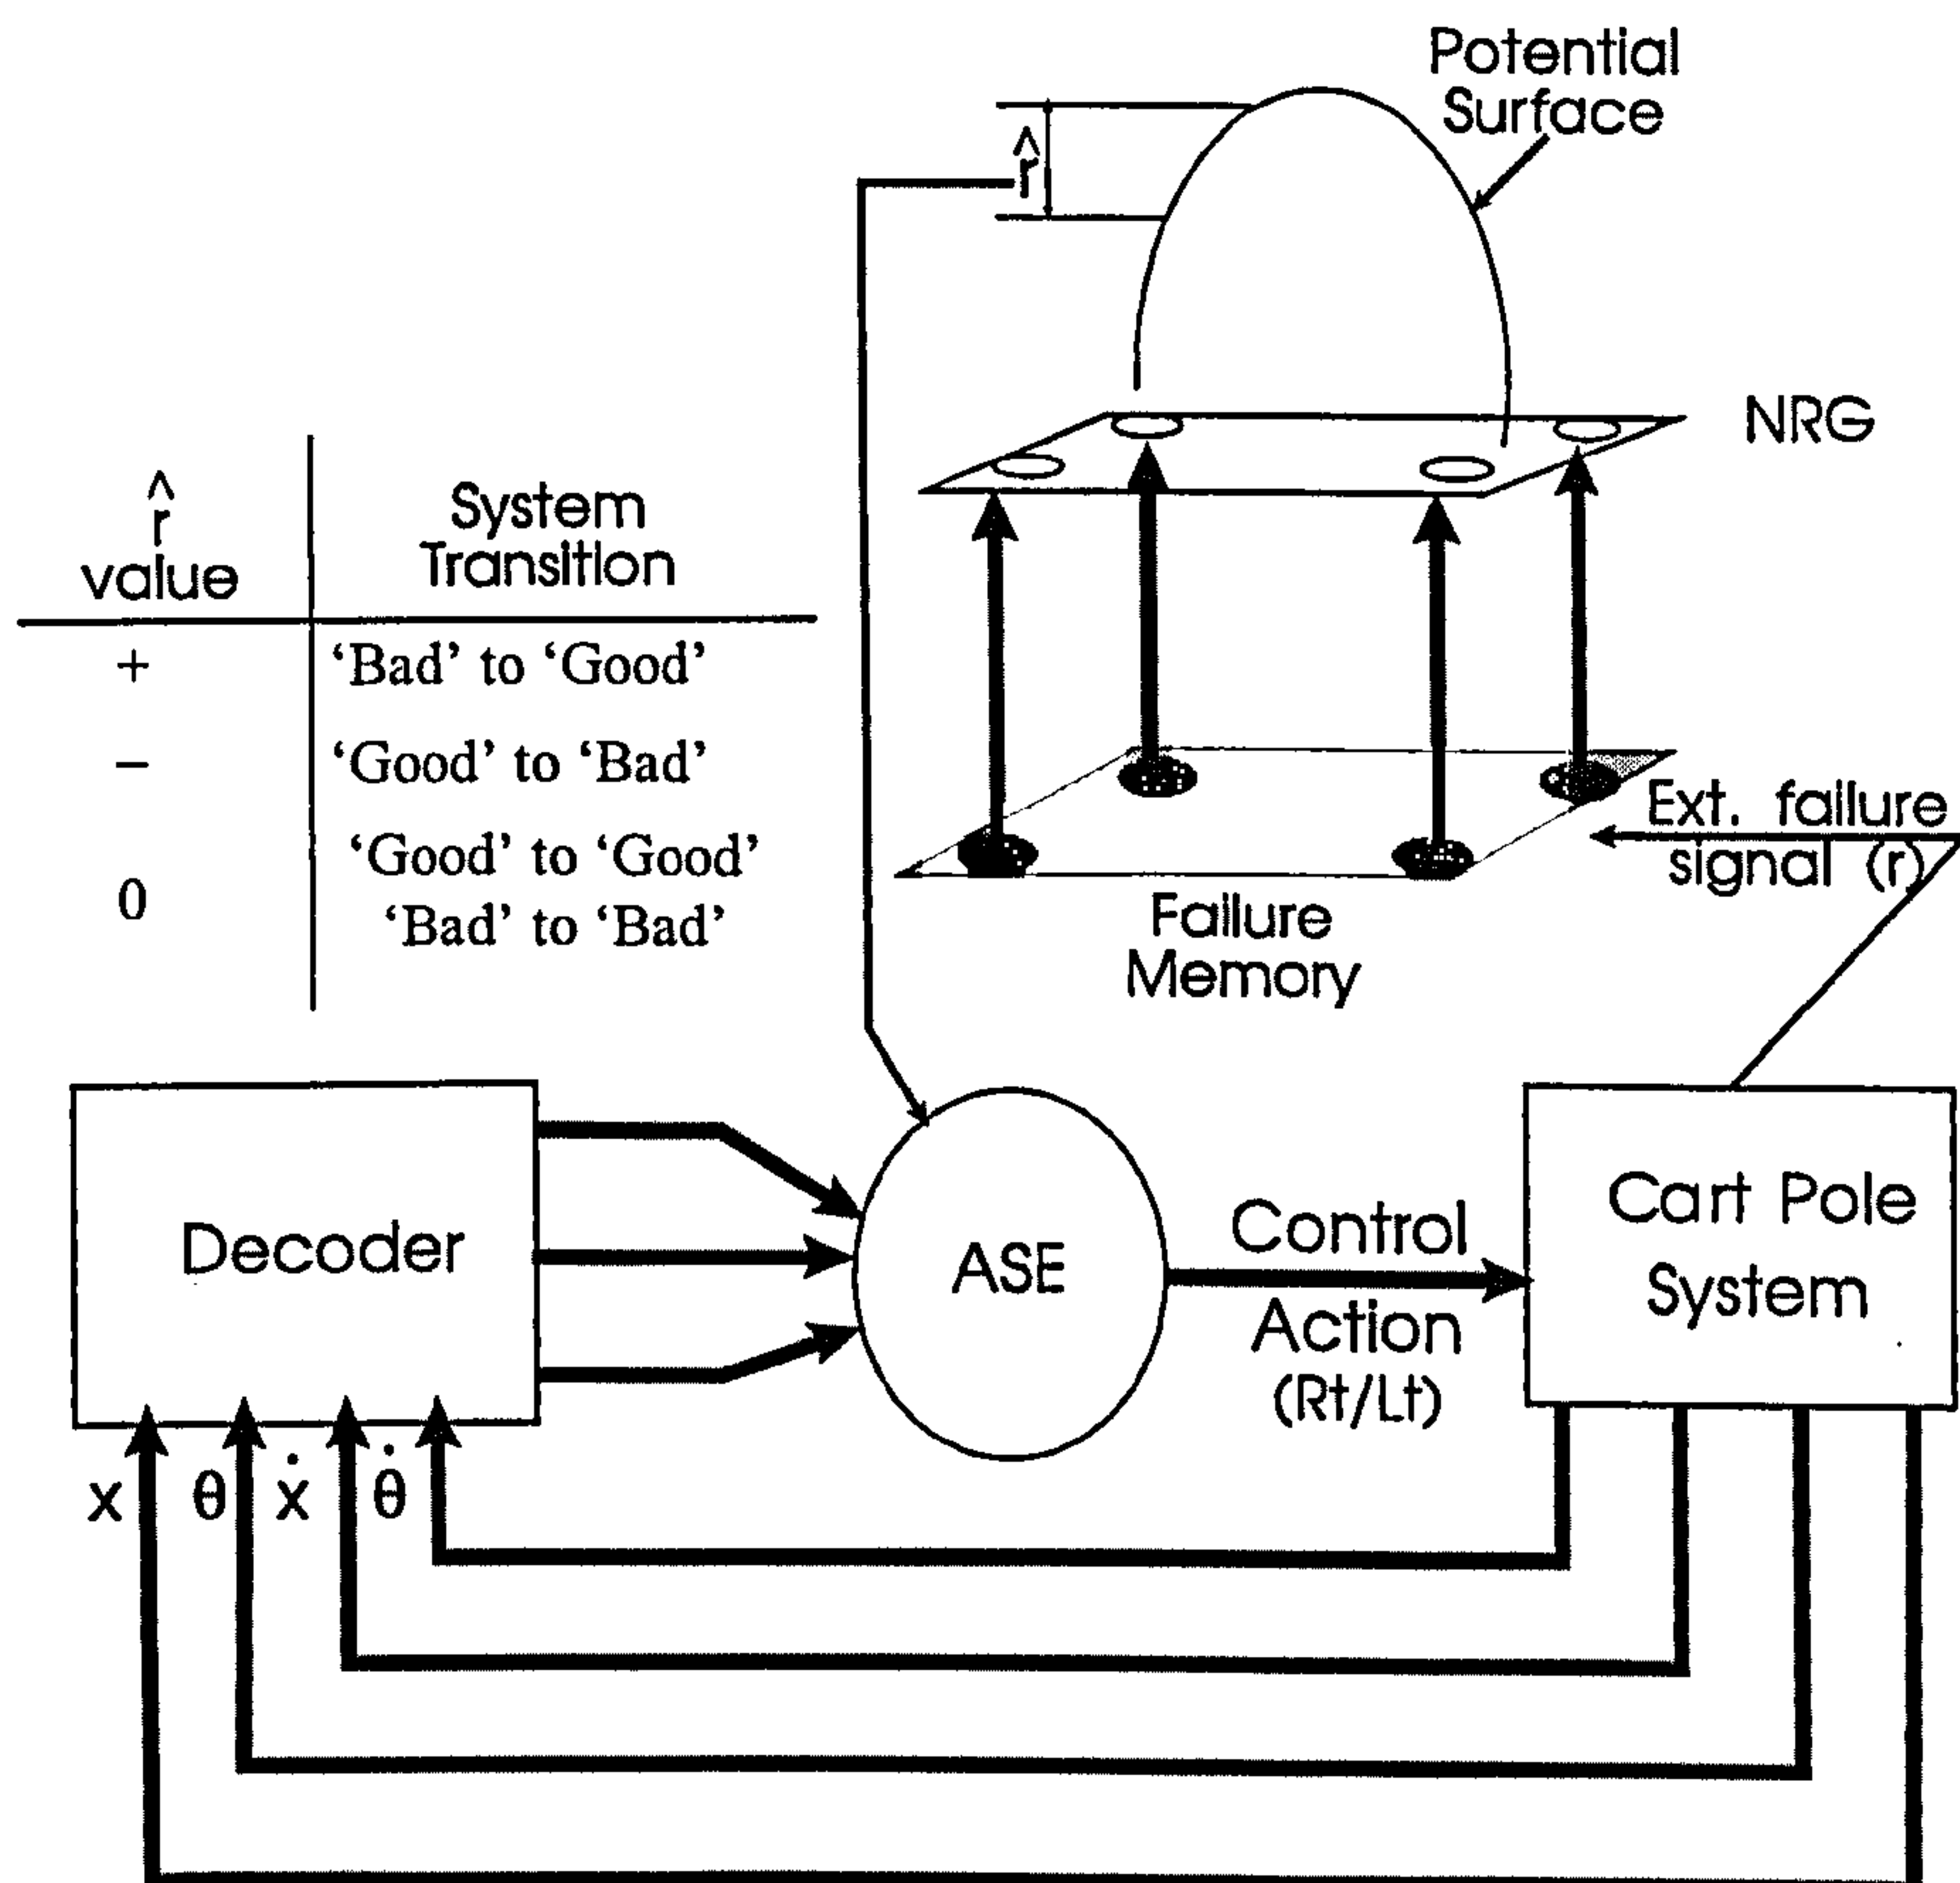 Potential
Surface
r̂
NRG
r̂
value
System
Transition
+
‘Bad’ to ‘Good’
−
‘Good’ to ‘Bad’
0
‘Good’ to ‘Good’
‘Bad’ to ‘Bad’
Ext. failure
signal (r)
Failure
Memory
Decoder
ASE
Control
Action
(Rt/Lt)
Cart Pole
System
x θ ẋ θ̇